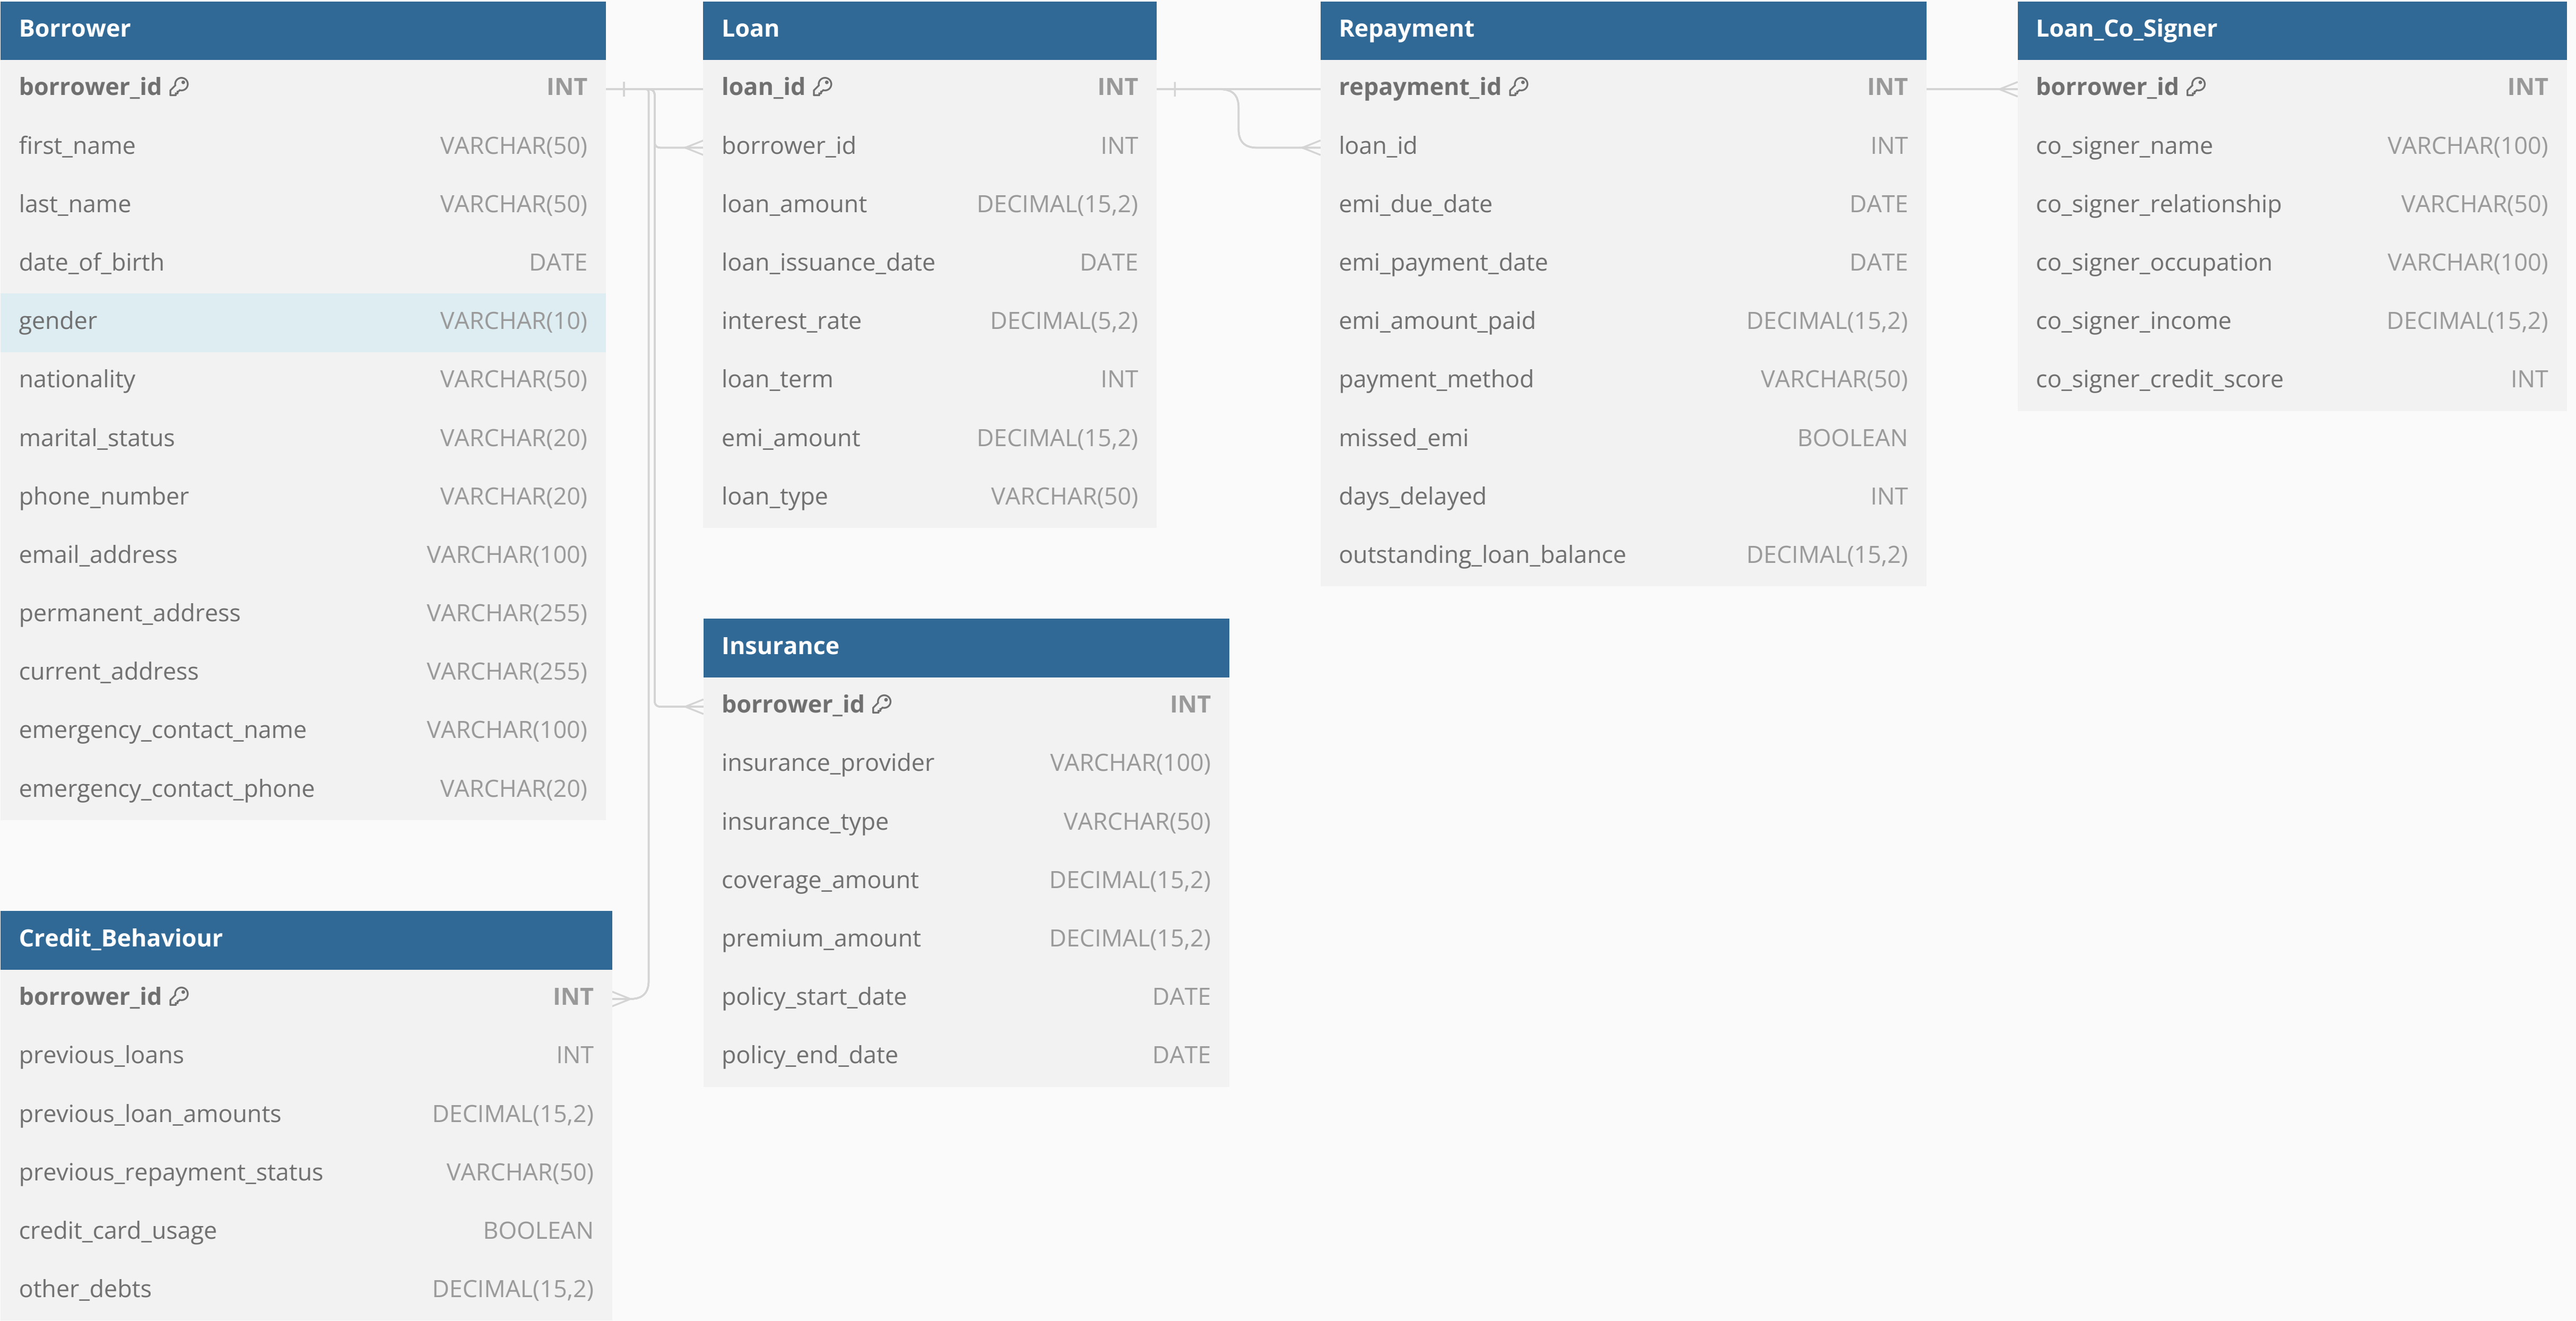 Borrower
borrower_id INT
first_name VARCHAR(50)
last_name VARCHAR(50)
date_of_birth DATE
gender VARCHAR(10)
nationality VARCHAR(50)
marital_status VARCHAR(20)
phone_number VARCHAR(20)
email_address VARCHAR(100)
permanent_address VARCHAR(255)
current_address VARCHAR(255)
emergency_contact_name VARCHAR(100)
emergency_contact_phone VARCHAR(20)
Loan
loan_id INT
borrower_id INT
loan_amount DECIMAL(15,2)
loan_issuance_date DATE
interest_rate DECIMAL(5,2)
loan_term INT
emi_amount DECIMAL(15,2)
loan_type VARCHAR(50)
Repayment
repayment_id INT
loan_id INT
emi_due_date DATE
emi_payment_date DATE
emi_amount_paid DECIMAL(15,2)
payment_method VARCHAR(50)
missed_emi BOOLEAN
days_delayed INT
outstanding_loan_balance DECIMAL(15,2)
Loan_Co_Signer
borrower_id INT
co_signer_name VARCHAR(100)
co_signer_relationship VARCHAR(50)
co_signer_occupation VARCHAR(100)
co_signer_income DECIMAL(15,2)
co_signer_credit_score INT
Insurance
borrower_id INT
insurance_provider VARCHAR(100)
insurance_type VARCHAR(50)
coverage_amount DECIMAL(15,2)
premium_amount DECIMAL(15,2)
policy_start_date DATE
policy_end_date DATE
Credit_Behaviour
borrower_id INT
previous_loans INT
previous_loan_amounts DECIMAL(15,2)
previous_repayment_status VARCHAR(50)
credit_card_usage BOOLEAN
other_debts DECIMAL(15,2)